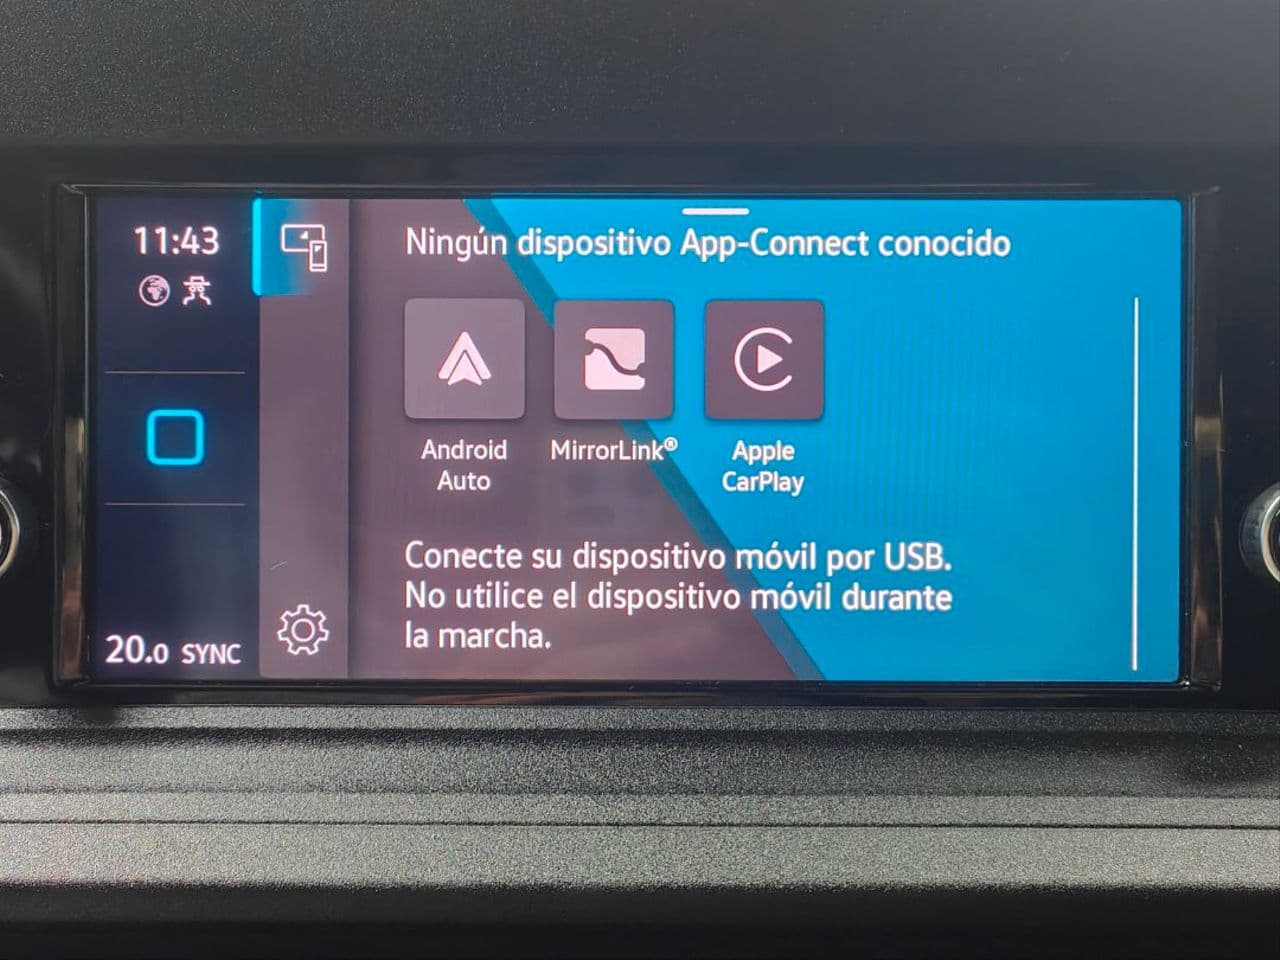 11:43
Ningún dispositivo App-Connect conocido
Android
Auto
MirrorLink®
Apple
CarPlay
Conecte su dispositivo móvil por USB.
No utilice el dispositivo móvil durante
la marcha.
20.0 SYNC